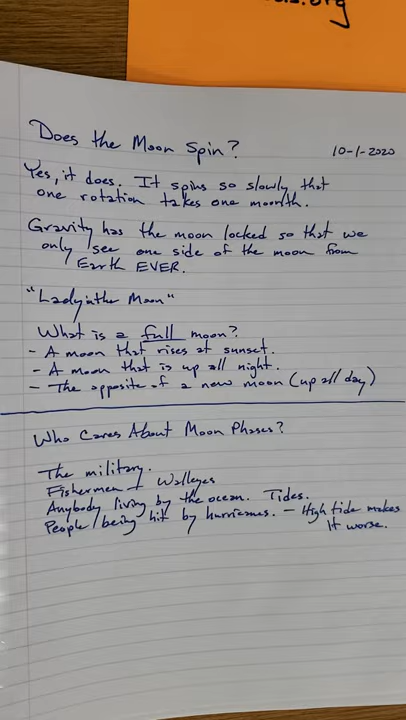 .org
Does the Moon Spin?
10-1-2020
Yes, it does. It spins so slowly that
one rotation takes one moonth.
Gravity has the moon locked so that we
only see one side of the moon from
Earth EVER.
"Lady in the Moon"
What is a full moon?
- A moon that rises at sunset.
- A moon that is up all night.
- The opposite of a new moon (up all day)
Who Cares About Moon Phases?
The military.
Fishermen + Walleyes
Anybody living by the ocean. Tides.
People being hit by hurricanes. - High tide makes
It worse.